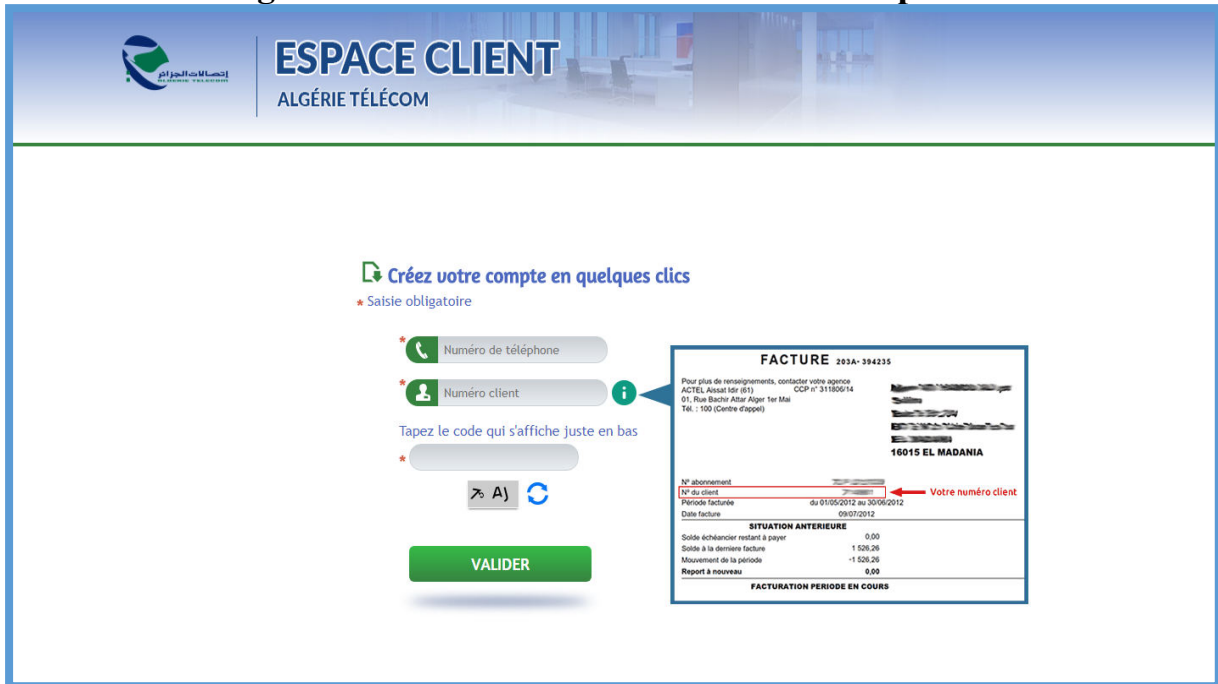 إتصالات الجزائر
ALGERIE TELECOM
ESPACE CLIENT
ALGÉRIE TÉLÉCOM
Créez votre compte en quelques clics
* Saisie obligatoire
* Numéro de téléphone
* Numéro client
Tapez le code qui s'affiche juste en bas
*
VALIDER
FACTURE 203A- 394235
Pour plus de renseignements, contacter votre agence
ACTEL Aissat Idir (61) CCP n° 311806/14
01, Rue Bachir Attar Alger 1er Mai
Tél. : 100 (Centre d'appel)
16015 EL MADANIA
N° abonnement
N° du client
Votre numéro client
Période facturée du 01/05/2012 au 30/06/2012
Date facture 09/07/2012
SITUATION ANTERIEURE
Solde échéancier restant à payer 0,00
Solde à la derniere facture 1 526,26
Mouvement de la période -1 526,26
Report à nouveau 0,00
FACTURATION PERIODE EN COURS